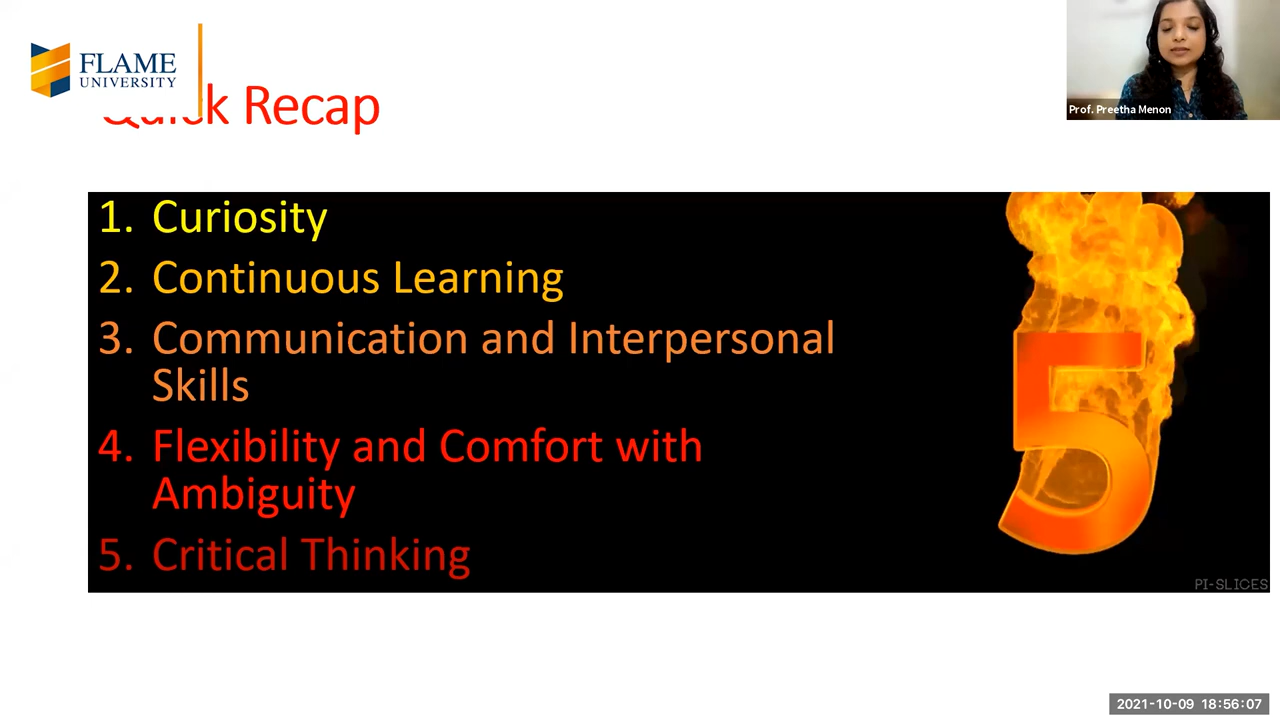 FLAME
UNIVERSITY
Quick Recap
Prof. Preetha Menon
1. Curiosity
2. Continuous Learning
3. Communication and Interpersonal
Skills
4. Flexibility and Comfort with
Ambiguity
5. Critical Thinking
5
PI-SLICES
2021-10-09 18:56:07